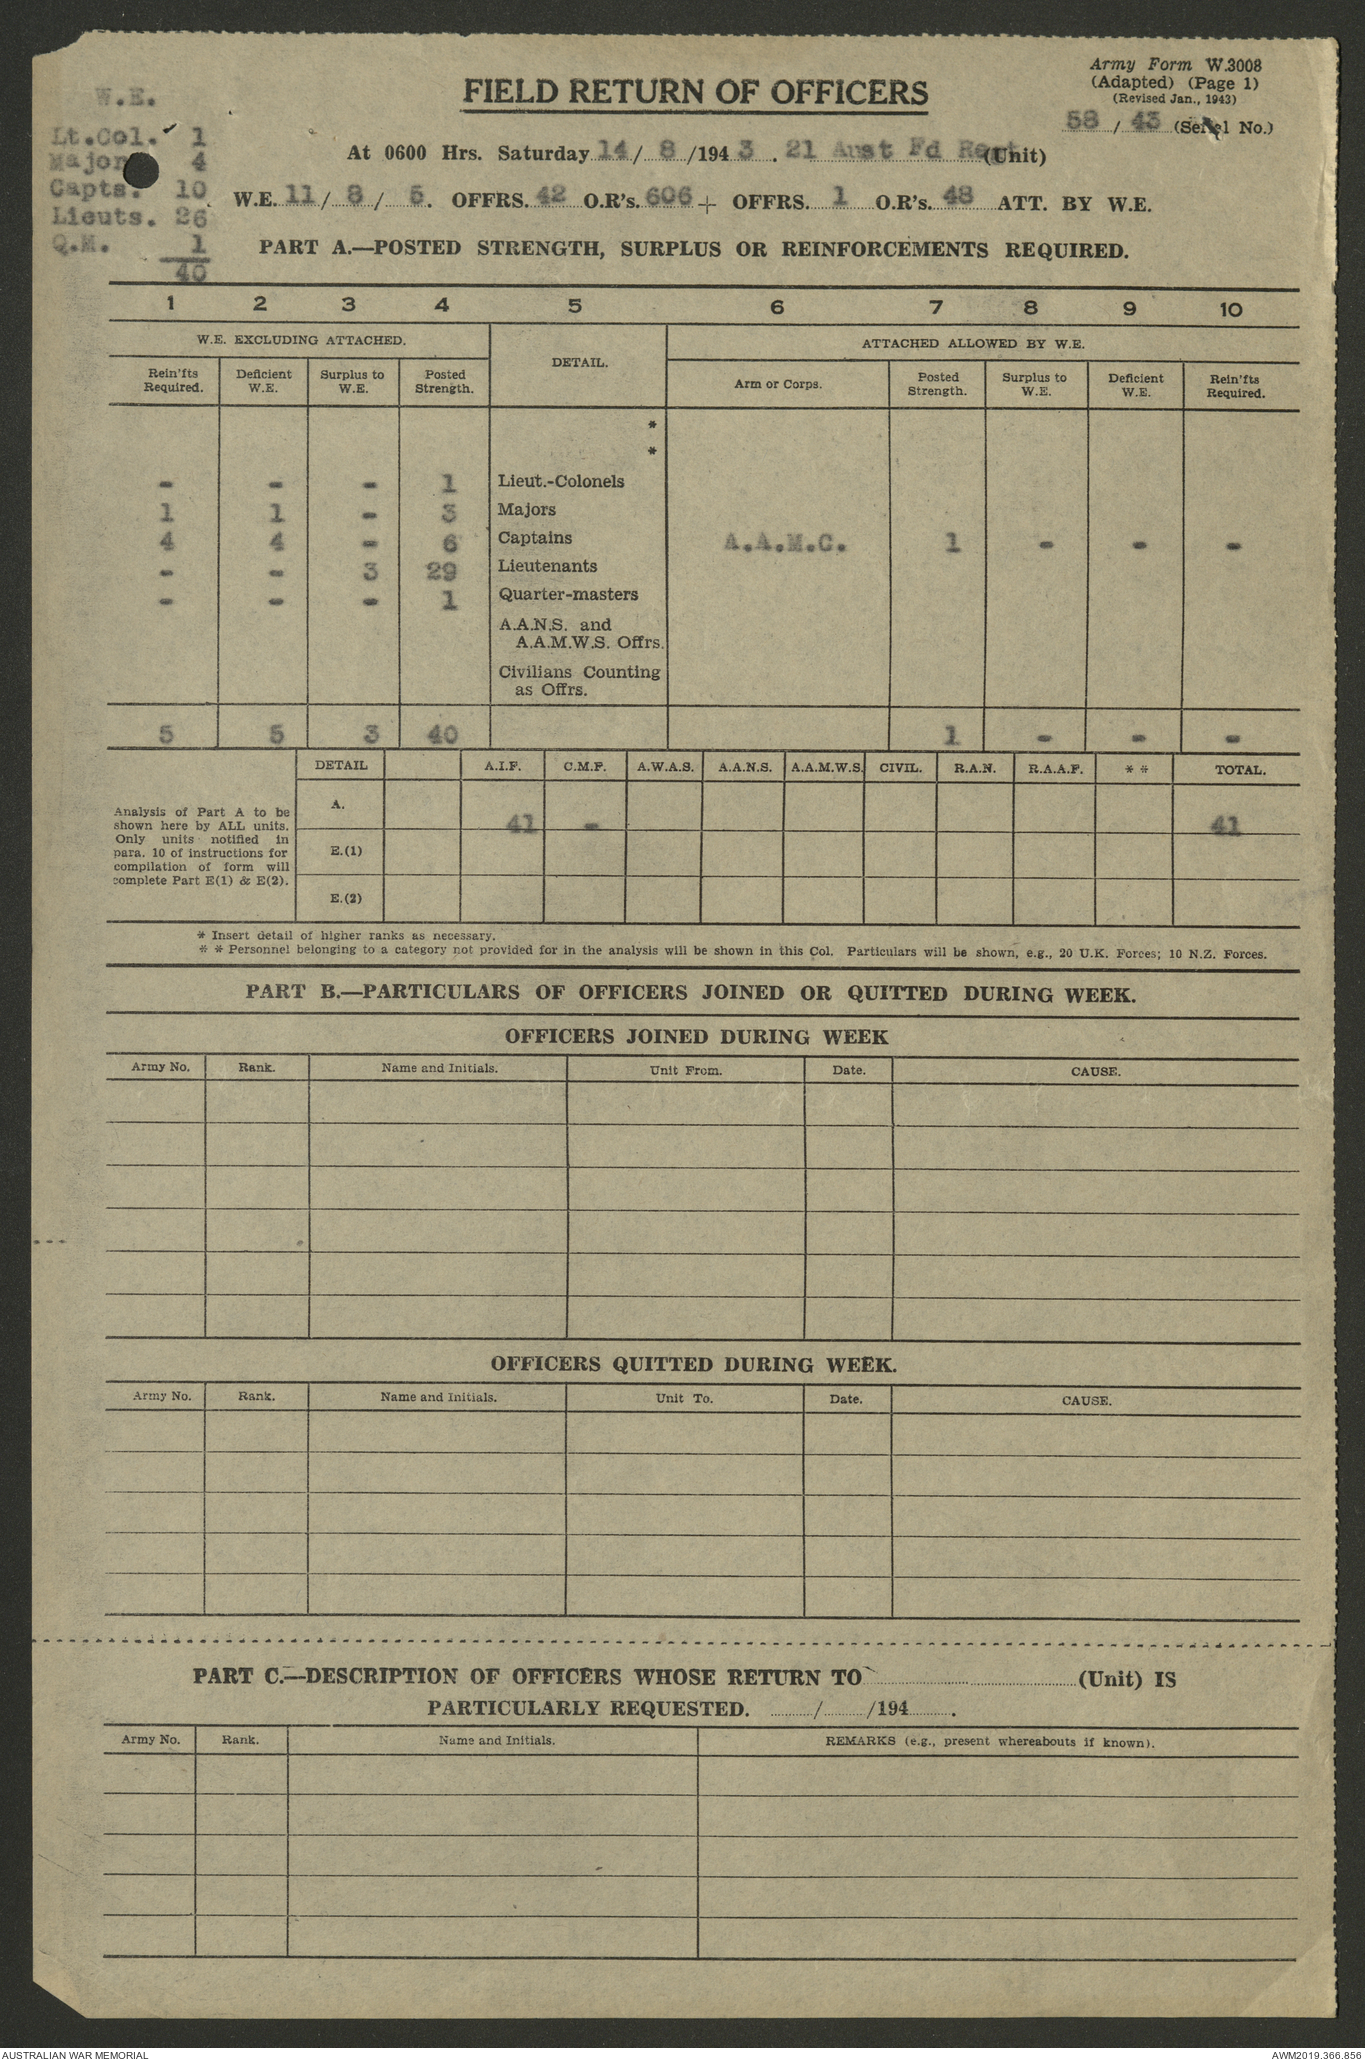 Army Form W.3008
(Adapted) (Page 1)
(Revised Jan., 1943)
58 / 43 (Serial No.)
FIELD RETURN OF OFFICERS
W.E.
Lt.Col. 1
Major 4
Capts. 10
Lieuts. 26
Q.M. 1
40
At 0600 Hrs. Saturday 14 / 8 /194 3 . 21 Aust Fd Regt (Unit)
W.E. 11 / 8 / 5. OFFRS. 42 O.R's. 606 + OFFRS. 1 O.R's. 48 ATT. BY W.E.
PART A.—POSTED STRENGTH, SURPLUS OR REINFORCEMENTS REQUIRED.
1 2 3 4 5 6 7 8 9 10
W.E. EXCLUDING ATTACHED. DETAIL. ATTACHED ALLOWED BY W.E.
Rein'fts Required. Deficient W.E. Surplus to W.E. Posted Strength. Arm or Corps. Posted Strength. Surplus to W.E. Deficient W.E. Rein'fts Required.
*
*
- - - 1 Lieut.-Colonels
1 1 - 3 Majors
4 4 - 6 Captains A.A.M.C. 1 - - -
- - 3 29 Lieutenants
- - - 1 Quarter-masters
A.A.N.S. and
A.A.M.W.S. Offrs.
Civilians Counting
as Offrs.
5 5 3 40 1 - - -
DETAIL A.I.F. C.M.F. A.W.A.S. A.A.N.S. A.A.M.W.S. CIVIL. R.A.N. R.A.A.F. * * TOTAL.
Analysis of Part A to be
shown here by ALL units.
Only units notified in
para. 10 of instructions for
compilation of form will
complete Part E(1) & E(2).
A. 41 - 41
E.(1)
E.(2)
* Insert detail of higher ranks as necessary.
* * Personnel belonging to a category not provided for in the analysis will be shown in this Col. Particulars will be shown, e.g., 20 U.K. Forces; 10 N.Z. Forces.
PART B.—PARTICULARS OF OFFICERS JOINED OR QUITTED DURING WEEK.
OFFICERS JOINED DURING WEEK
Army No. Rank. Name and Initials. Unit From. Date. CAUSE.
OFFICERS QUITTED DURING WEEK.
Army No. Rank. Name and Initials. Unit To. Date. CAUSE.
PART C.—DESCRIPTION OF OFFICERS WHOSE RETURN TO (Unit) IS
PARTICULARLY REQUESTED. / /194 .
Army No. Rank. Name and Initials. REMARKS (e.g., present whereabouts if known).
AUSTRALIAN WAR MEMORIAL AWM2019.366.856